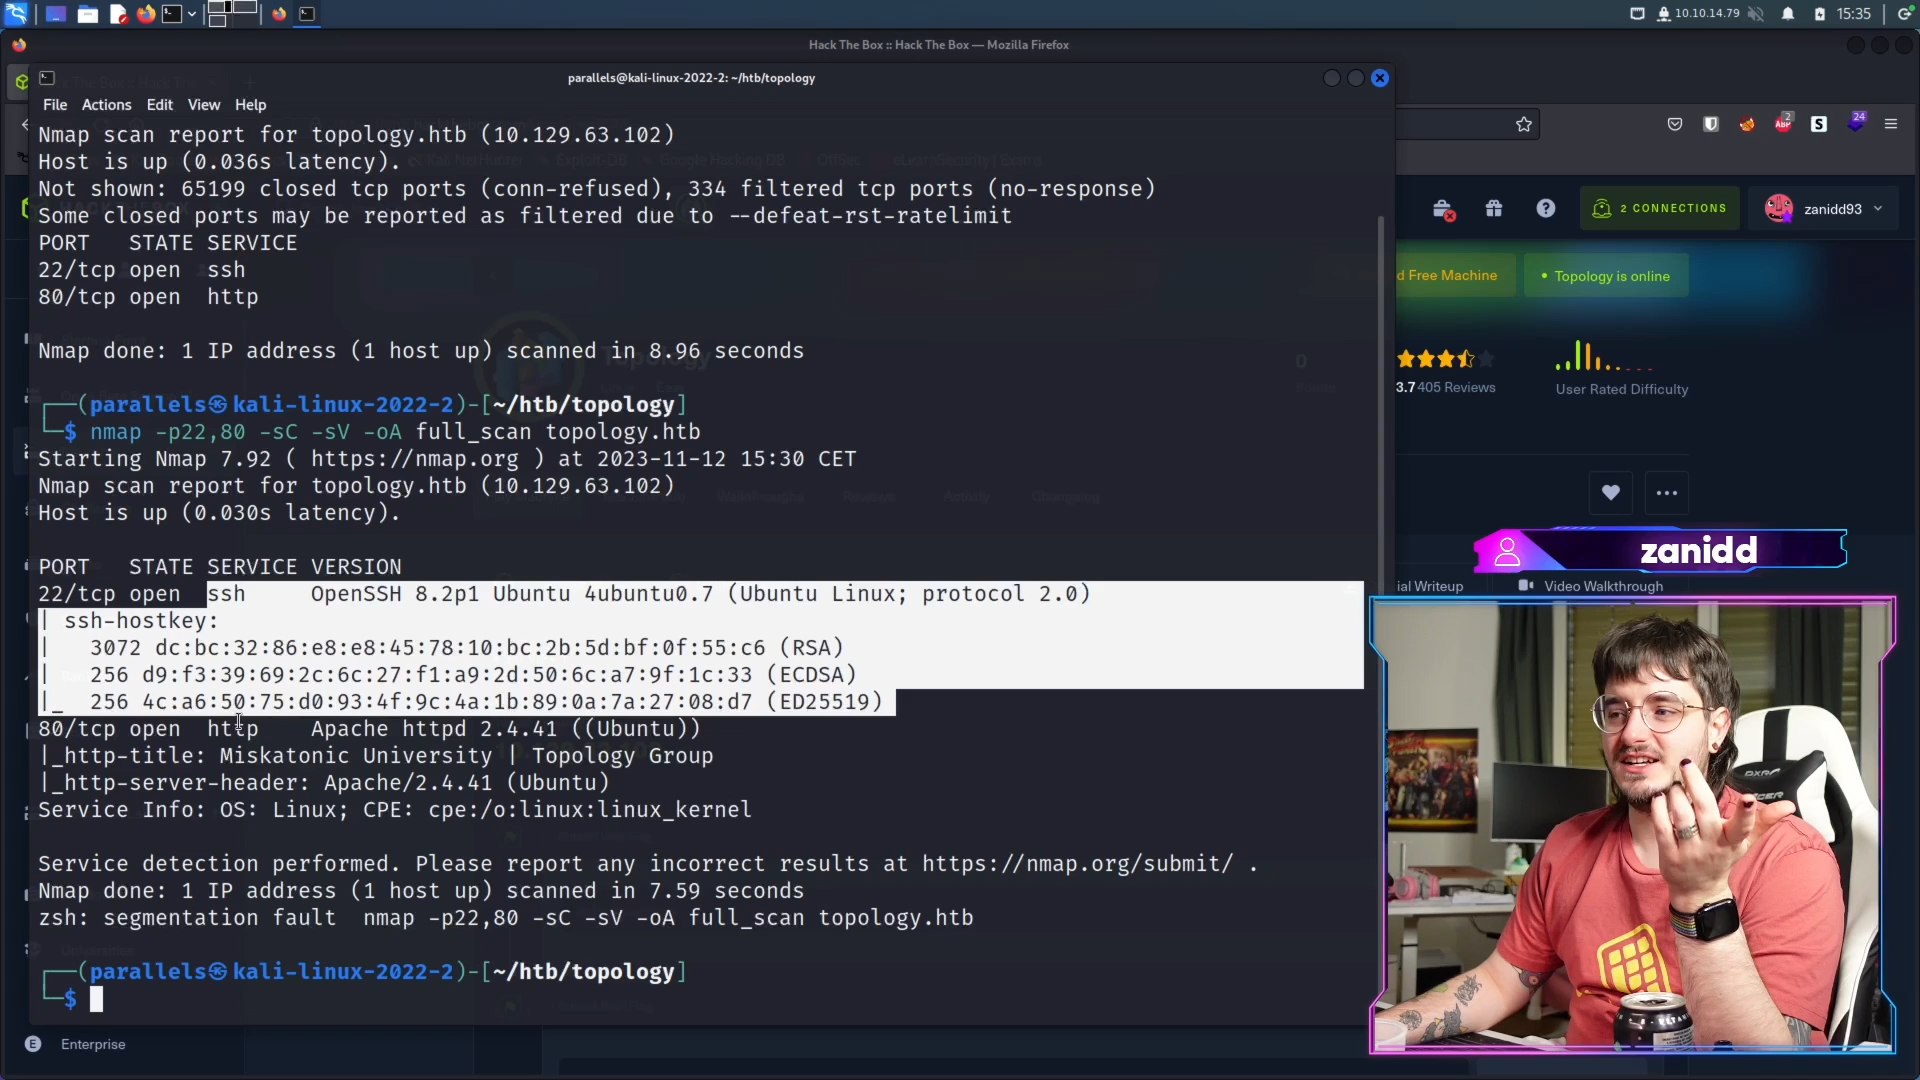 10.10.14.79
15:35
Hack The Box :: Hack The Box — Mozilla Firefox
parallels@kali-linux-2022-2: ~/htb/topology
File Actions Edit View Help
Nmap scan report for topology.htb (10.129.63.102)
Host is up (0.036s latency).
Not shown: 65199 closed tcp ports (conn-refused), 334 filtered tcp ports (no-response)
Some closed ports may be reported as filtered due to --defeat-rst-ratelimit
PORT   STATE SERVICE
22/tcp open  ssh
80/tcp open  http
Nmap done: 1 IP address (1 host up) scanned in 8.96 seconds
┌──(parallels㉿kali-linux-2022-2)-[~/htb/topology]
└─$ nmap -p22,80 -sC -sV -oA full_scan topology.htb
Starting Nmap 7.92 ( https://nmap.org ) at 2023-11-12 15:30 CET
Nmap scan report for topology.htb (10.129.63.102)
Host is up (0.030s latency).
PORT   STATE SERVICE VERSION
22/tcp open  ssh     OpenSSH 8.2p1 Ubuntu 4ubuntu0.7 (Ubuntu Linux; protocol 2.0)
| ssh-hostkey:
|   3072 dc:bc:32:86:e8:e8:45:78:10:bc:2b:5d:bf:0f:55:c6 (RSA)
|   256 d9:f3:39:69:2c:6c:27:f1:a9:2d:50:6c:a7:9f:1c:33 (ECDSA)
|_  256 4c:a6:50:75:d0:93:4f:9c:4a:1b:89:0a:7a:27:08:d7 (ED25519)
80/tcp open  http    Apache httpd 2.4.41 ((Ubuntu))
|_http-title: Miskatonic University | Topology Group
|_http-server-header: Apache/2.4.41 (Ubuntu)
Service Info: OS: Linux; CPE: cpe:/o:linux:linux_kernel
Service detection performed. Please report any incorrect results at https://nmap.org/submit/ .
Nmap done: 1 IP address (1 host up) scanned in 7.59 seconds
zsh: segmentation fault  nmap -p22,80 -sC -sV -oA full_scan topology.htb
┌──(parallels㉿kali-linux-2022-2)-[~/htb/topology]
└─$
E Enterprise
2
ABP
S
24
2 CONNECTIONS
zanidd93
d Free Machine
• Topology is online
3.7 405 Reviews
User Rated Difficulty
zanidd
ial Writeup
Video Walkthrough